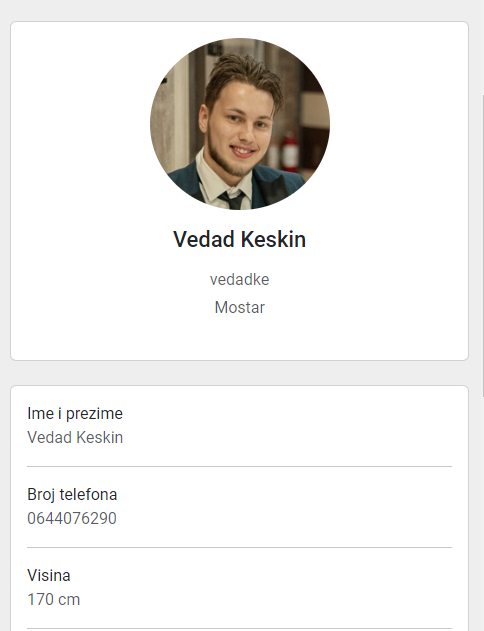 Vedad Keskin
vedadke
Mostar
Ime i prezime
Vedad Keskin
Broj telefona
0644076290
Visina
170 cm